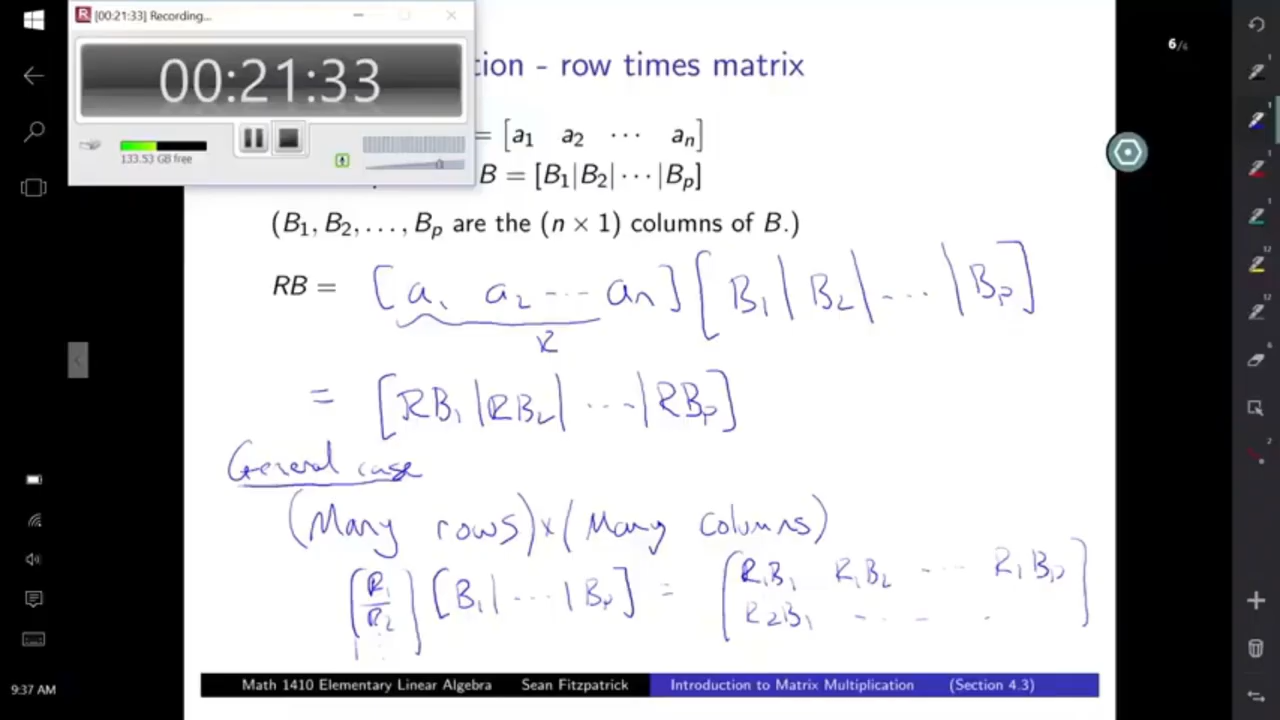 [00:21:33] Recording...
6/4
00:21:33
tion - row times matrix
133.53 GB free
= [a₁ a₂ ⋯ aₙ]
B = [B₁|B₂|⋯|Bₚ]
(B₁, B₂, . . . , Bₚ are the (n × 1) columns of B.)
RB = [a₁ a₂ ⋯ aₙ] [B₁|B₂|⋯|Bₚ]
R
= [RB₁|RB₂|⋯|RBₚ]
General case
(Many rows) × (Many columns)
[R₁ [B₁|⋯|Bₚ] = [R₁B₁ R₁B₂ ⋯ R₁Bₚ]
R₂] R₂B₁ ⋯
Math 1410 Elementary Linear Algebra Sean Fitzpatrick Introduction to Matrix Multiplication (Section 4.3)
9:37 AM